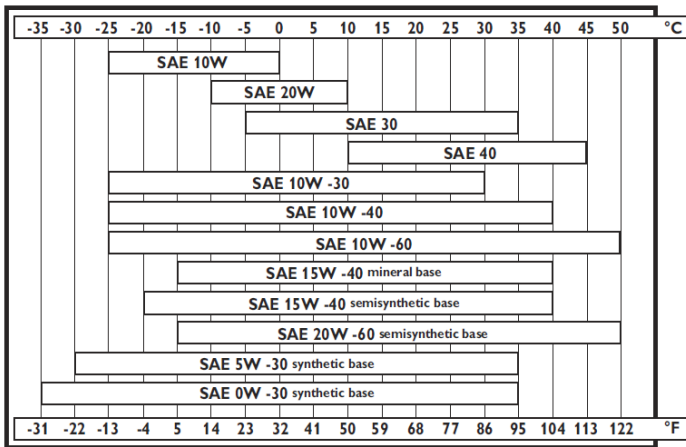 -35 -30 -25 -20 -15 -10 -5 0 5 10 15 20 25 30 35 40 45 50 °C
SAE 10W
SAE 20W
SAE 30
SAE 40
SAE 10W -30
SAE 10W -40
SAE 10W -60
SAE 15W -40 mineral base
SAE 15W -40 semisynthetic base
SAE 20W -60 semisynthetic base
SAE 5W -30 synthetic base
SAE 0W -30 synthetic base
-31 -22 -13 -4 5 14 23 32 41 50 59 68 77 86 95 104 113 122 °F